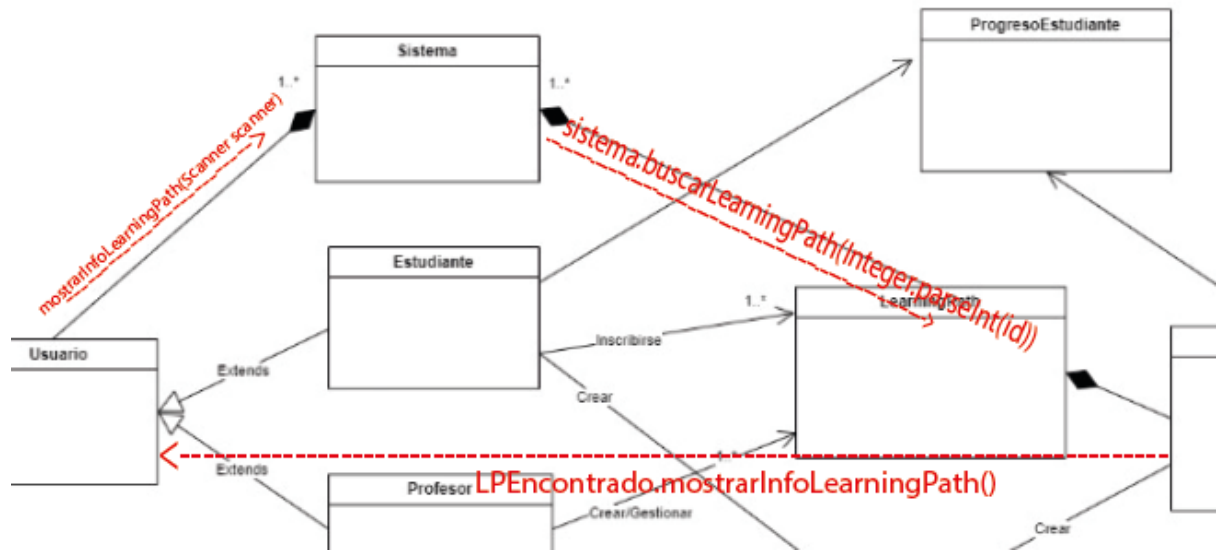 ProgresoEstudiante
Sistema
1..*
1..*
mostrarInfoLearningPath(Scanner scanner)
sistema.buscarLearningPath(Integer.parseInt(id))
Estudiante
1..*
LearningPath
Inscribirse
Usuario
Extends
Crear
1..*
Extends
Profesor
LPEncontrado.mostrarInfoLearningPath()
Crear/Gestionar
Crear